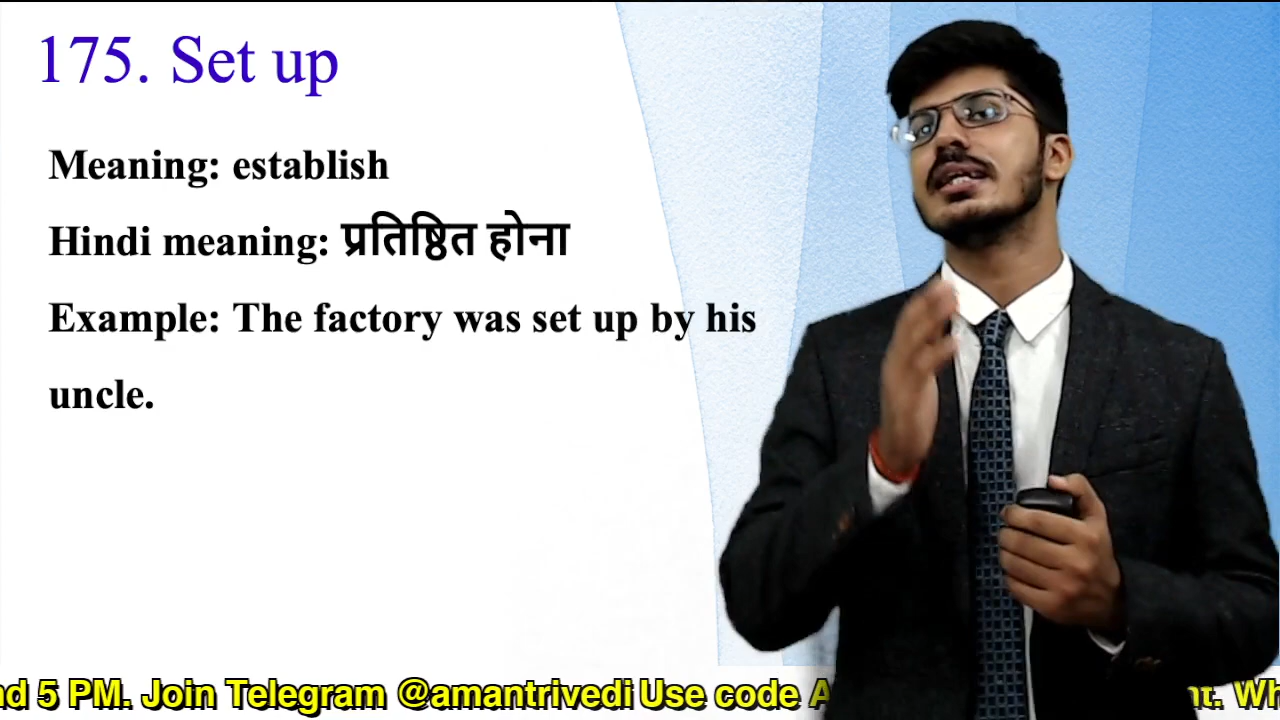 175. Set up
Meaning: establish
Hindi meaning: प्रतिष्ठित होना
Example: The factory was set up by his
uncle.
5 PM. Join Telegram @amantrivedi Use code